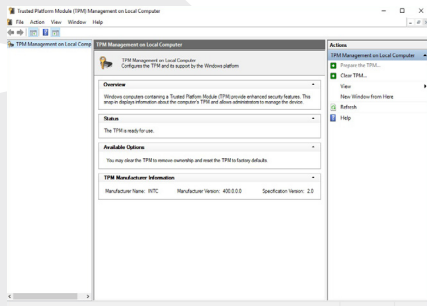 Trusted Platform Module (TPM) Management on Local Computer
File Action View Window Help
TPM Management on Local Comp
TPM Management on Local Computer
TPM Management on Local Computer
Configures the TPM and its support by the Windows platform
Overview
Windows computers containing a Trusted Platform Module (TPM) provide enhanced security features. This
snap-in displays information about the computer's TPM and allows administrators to manage the device.
Status
The TPM is ready for use.
Available Options
You may clear the TPM to remove ownership and reset the TPM to factory defaults.
TPM Manufacturer Information
Manufacturer Name: INTC Manufacturer Version: 400.0.0.0 Specification Version: 2.0
Actions
TPM Management on Local Computer
Prepare the TPM...
Clear TPM...
View
New Window from Here
Refresh
Help